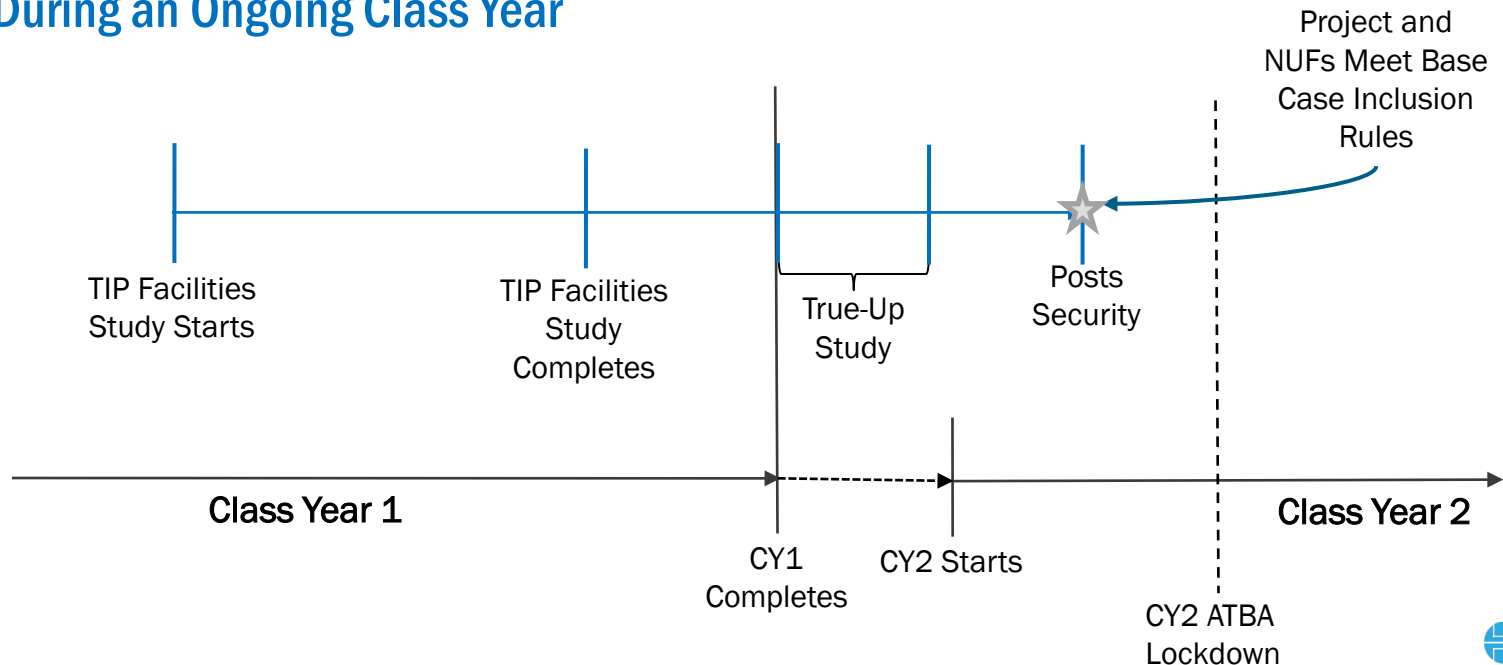 During an Ongoing Class Year
Project and
NUFs Meet Base
Case Inclusion
Rules
TIP Facilities
Study Starts
TIP Facilities
Study
Completes
True-Up
Study
Posts
Security
Class Year 1
Class Year 2
CY1
Completes
CY2 Starts
CY2 ATBA
Lockdown